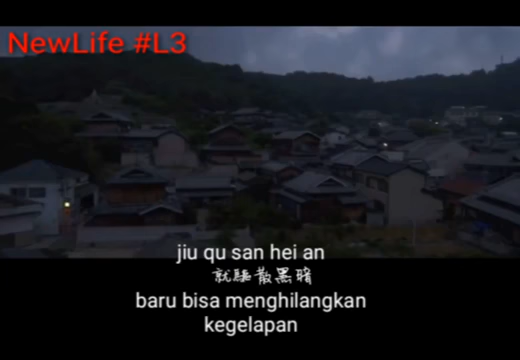 NewLife #L3
jiu qu san hei an
就驅散黑暗
baru bisa menghilangkan
kegelapan